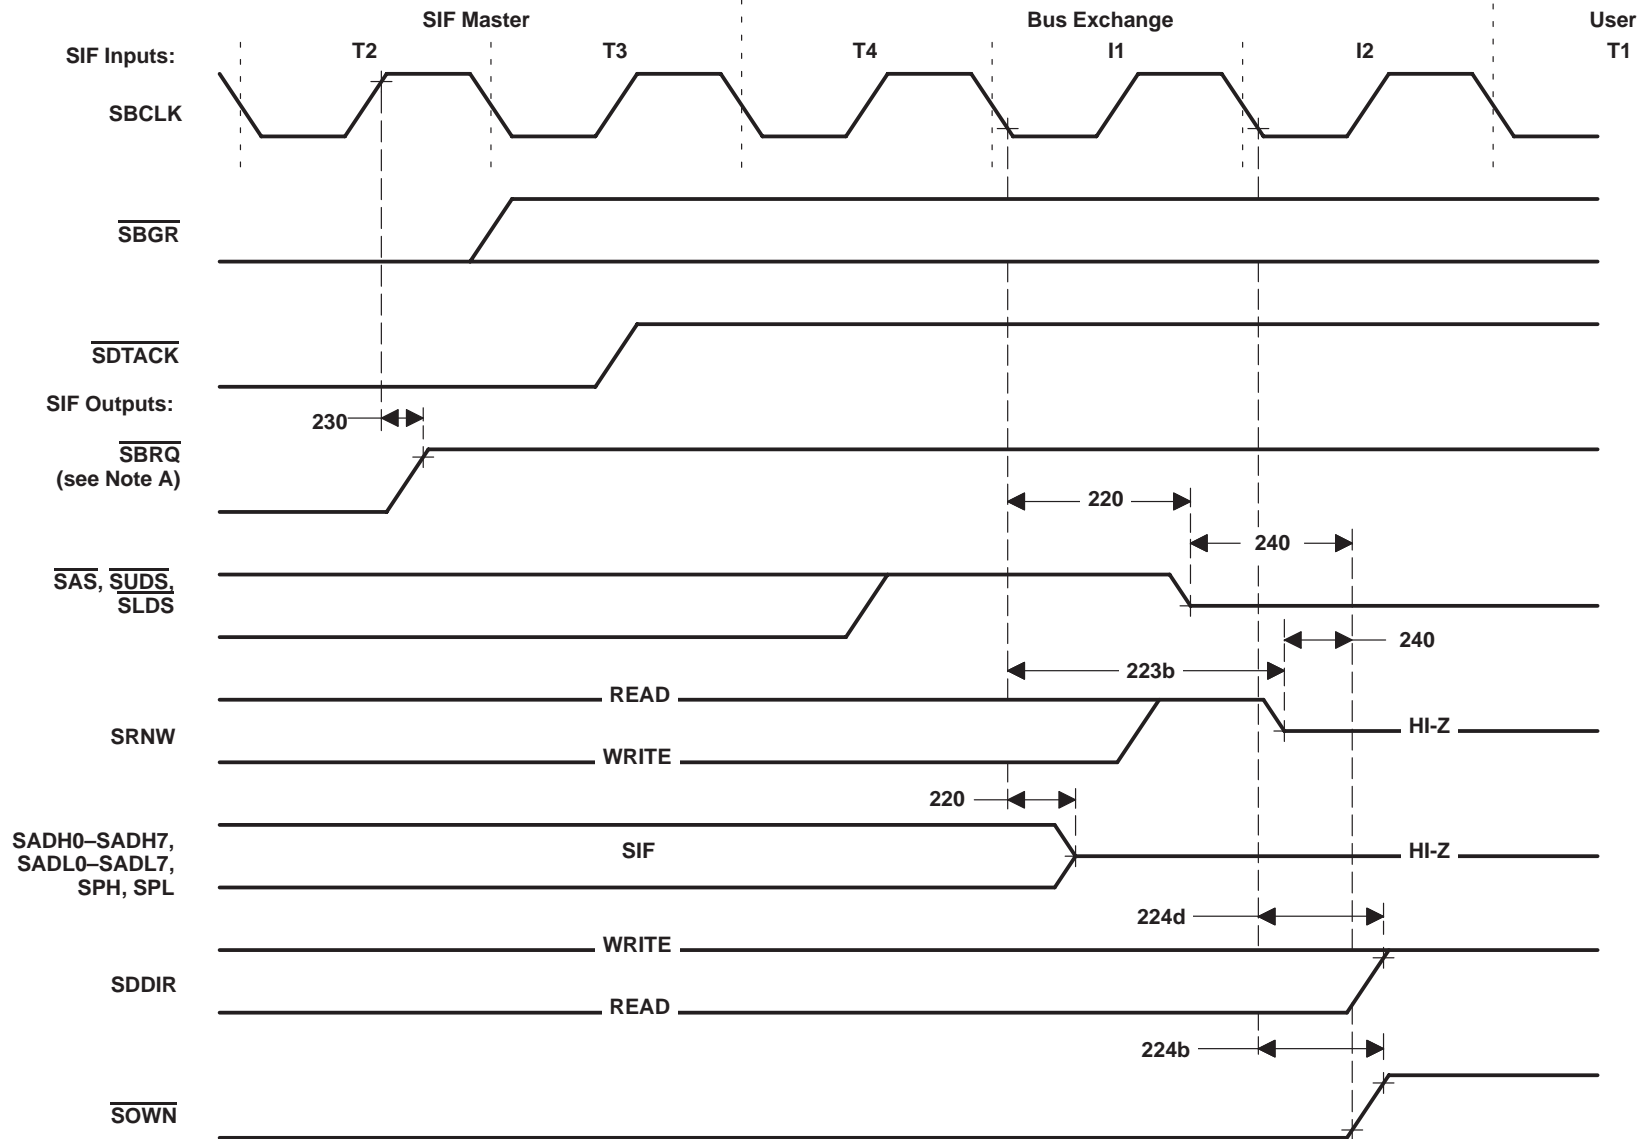 SIF Master
Bus Exchange
User
SIF Inputs:
T2
T3
T4
I1
I2
T1
SBCLK
SBGR
SDTACK
SIF Outputs:
230
SBRQ
(see Note A)
220
240
SAS, SUDS,
SLDS
240
223b
READ
SRNW
HI-Z
WRITE
220
SADH0–SADH7,
SADL0–SADL7,
SPH, SPL
SIF
HI-Z
224d
WRITE
SDDIR
READ
224b
SOWN